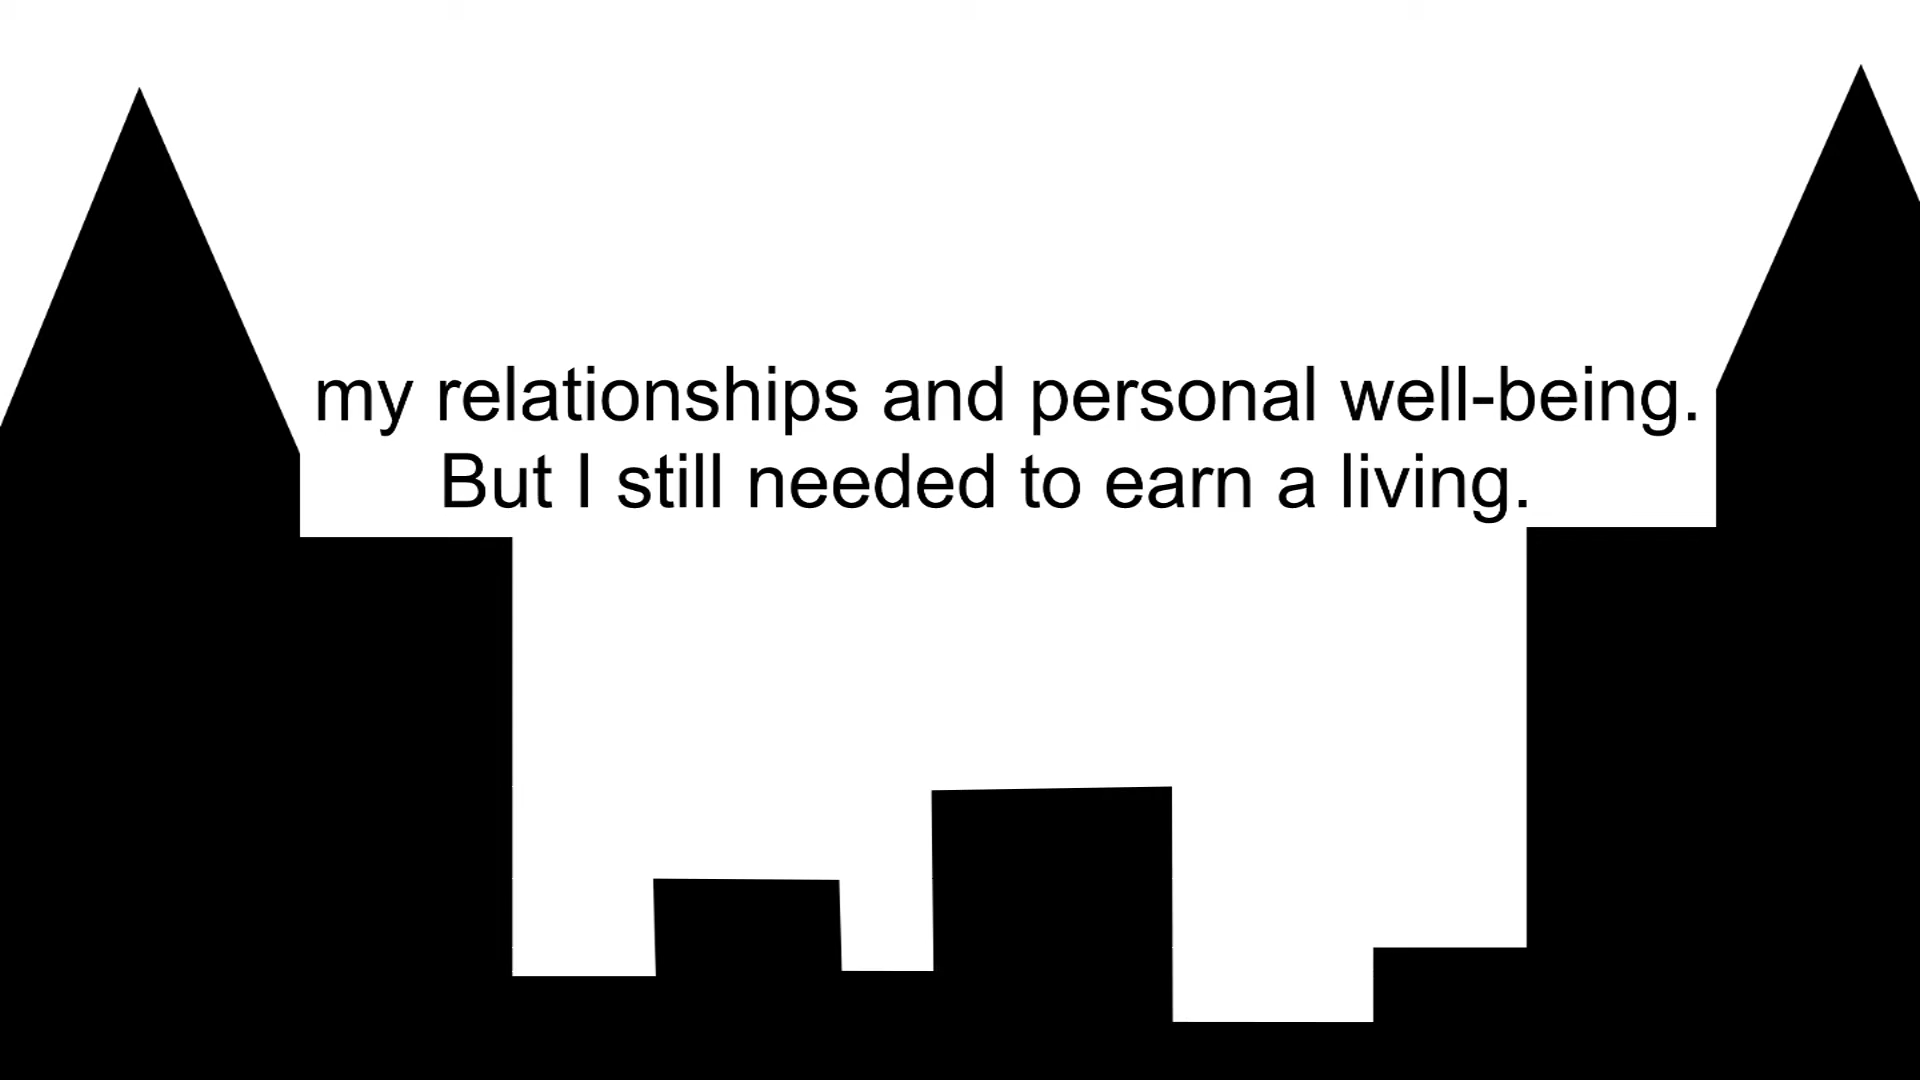 my relationships and personal well-being.
But I still needed to earn a living.